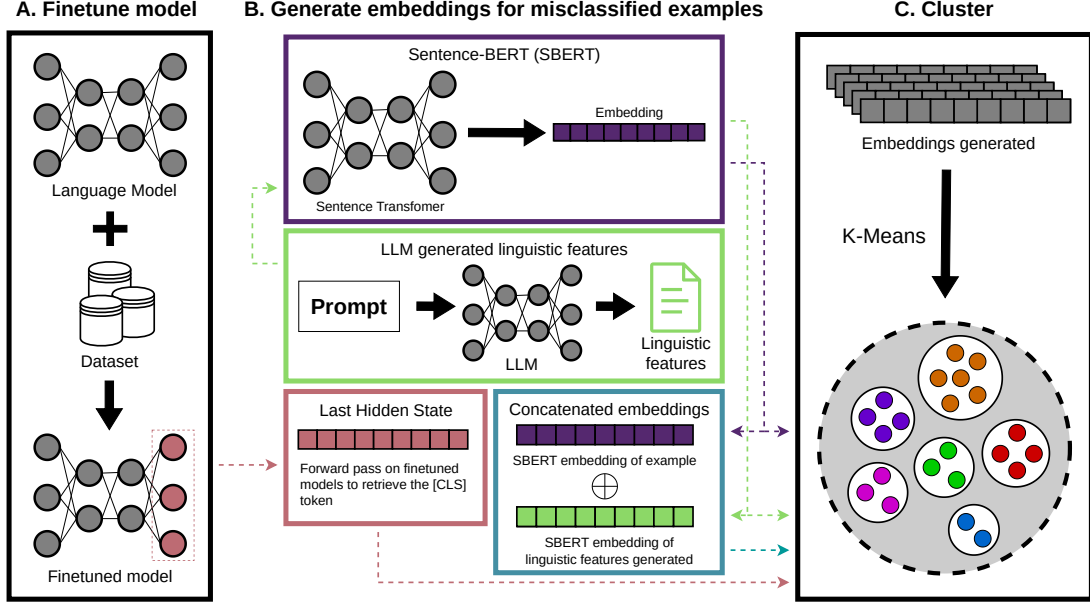 A. Finetune model
Language Model
Dataset
Finetuned model
B. Generate embeddings for misclassified examples
Sentence-BERT (SBERT)
Embedding
Sentence Transfomer
LLM generated linguistic features
Prompt
LLM
Linguistic
features
Last Hidden State
Forward pass on finetuned
models to retrieve the [CLS]
token
Concatenated embeddings
SBERT embedding of example
SBERT embedding of
linguistic features generated
C. Cluster
Embeddings generated
K-Means